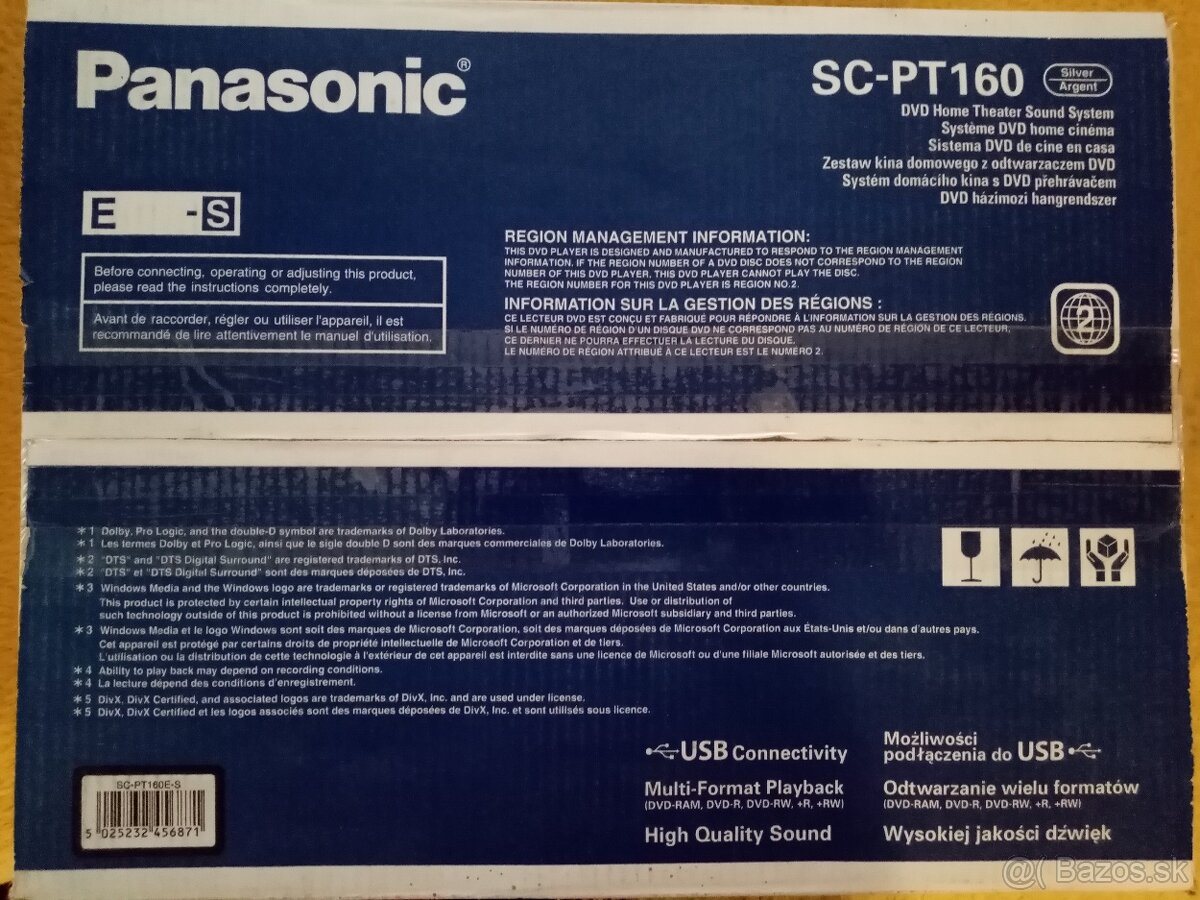 Panasonic®
SC-PT160 Silver Argent
DVD Home Theater Sound System
Système DVD home cinéma
Sistema DVD de cine en casa
Zestaw kina domowego z odtwarzaczem DVD
Systém domácího kina s DVD přehrávačem
DVD házimozi hangrendszer
E -S
Before connecting, operating or adjusting this product,
please read the instructions completely.
Avant de raccorder, régler ou utiliser l'appareil, il est
recommandé de lire attentivement le manuel d'utilisation.
REGION MANAGEMENT INFORMATION:
THIS DVD PLAYER IS DESIGNED AND MANUFACTURED TO RESPOND TO THE REGION MANAGEMENT
INFORMATION. IF THE REGION NUMBER OF A DVD DISC DOES NOT CORRESPOND TO THE REGION
NUMBER OF THIS DVD PLAYER, THIS DVD PLAYER CANNOT PLAY THE DISC.
THE REGION NUMBER FOR THIS DVD PLAYER IS REGION NO.2.
INFORMATION SUR LA GESTION DES RÉGIONS :
CE LECTEUR DVD EST CONÇU ET FABRIQUÉ POUR RÉPONDRE À L'INFORMATION SUR LA GESTION DES RÉGIONS.
SI LE NUMÉRO DE RÉGION D'UN DISQUE DVD NE CORRESPOND PAS AU NUMÉRO DE RÉGION DE CE LECTEUR,
CE DERNIER NE POURRA EFFECTUER LA LECTURE DU DISQUE.
LE NUMÉRO DE RÉGION ATTRIBUÉ À CE LECTEUR EST LE NUMÉRO 2.
2
*1 Dolby, Pro Logic, and the double-D symbol are trademarks of Dolby Laboratories.
*1 Les termes Dolby et Pro Logic, ainsi que le sigle double D sont des marques commerciales de Dolby Laboratories.
*2 "DTS" and "DTS Digital Surround" are registered trademarks of DTS, Inc.
*2 "DTS" et "DTS Digital Surround" sont des marques déposées de DTS, Inc.
*3 Windows Media and the Windows logo are trademarks or registered trademarks of Microsoft Corporation in the United States and/or other countries.
This product is protected by certain intellectual property rights of Microsoft Corporation and third parties. Use or distribution of
such technology outside of this product is prohibited without a license from Microsoft or an authorized Microsoft subsidiary and third parties.
*3 Windows Media et le logo Windows sont soit des marques de Microsoft Corporation, soit des marques déposées de Microsoft Corporation aux États-Unis et/ou dans d'autres pays.
Cet appareil est protégé par certains droits de propriété intellectuelle de Microsoft Corporation et de tiers.
L'utilisation ou la distribution de cette technologie à l'extérieur de cet appareil est interdite sans une licence de Microsoft ou d'une filiale Microsoft autorisée et des tiers.
*4 Ability to play back may depend on recording conditions.
*4 La lecture dépend des conditions d'enregistrement.
*5 DivX, DivX Certified, and associated logos are trademarks of DivX, Inc. and are used under license.
*5 DivX, DivX Certified et les logos associés sont des marques déposées de DivX, Inc. et sont utilisés sous licence.
SC-PT160E-S
5 025232 456871
USB Connectivity
Multi-Format Playback
(DVD-RAM, DVD-R, DVD-RW, +R, +RW)
High Quality Sound
Możliwości
podłączenia do USB
Odtwarzanie wielu formatów
(DVD-RAM, DVD-R, DVD-RW, +R, +RW)
Wysokiej jakości dźwięk
@( Bazos.sk